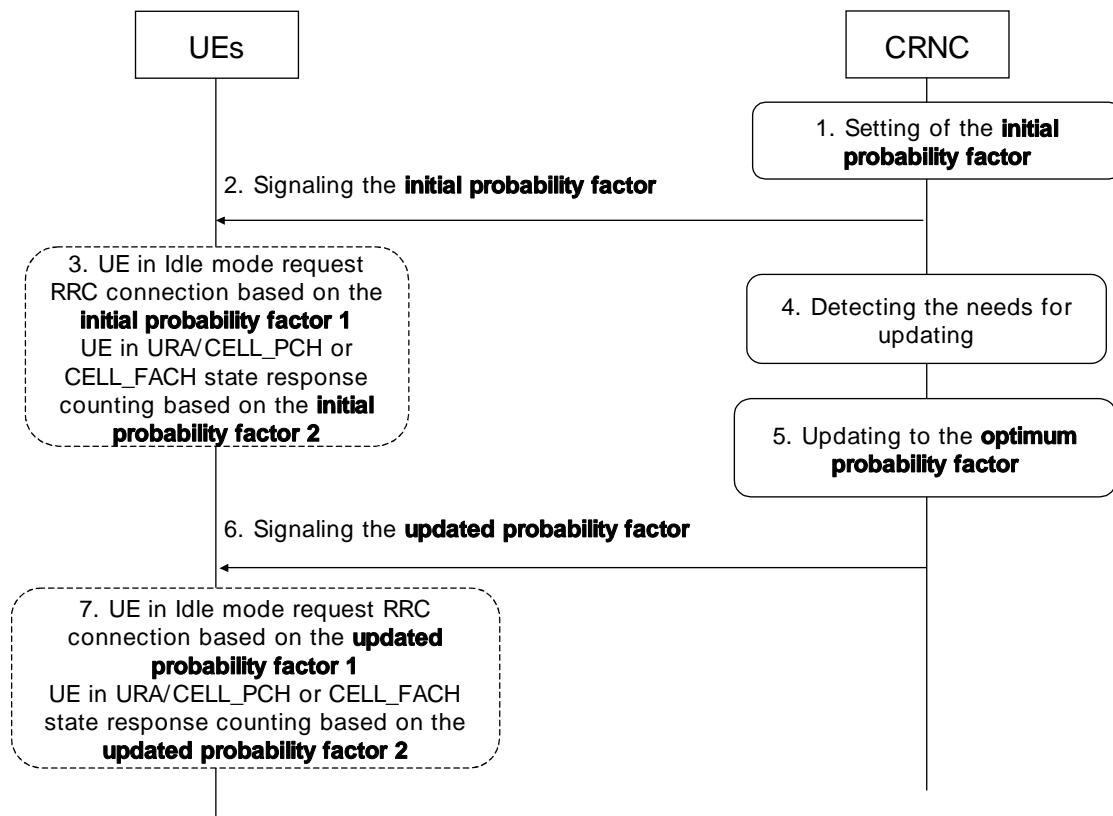 UEs
CRNC
1. Setting of the initial
probability factor
2. Signaling the initial probability factor
3. UE in Idle mode request
RRC connection based on the
initial probability factor 1
UE in URA/CELL_PCH or
CELL_FACH state response
counting based on the initial
probability factor 2
4. Detecting the needs for
updating
5. Updating to the optimum
probability factor
6. Signaling the updated probability factor
7. UE in Idle mode request RRC
connection based on the updated
probability factor 1
UE in URA/CELL_PCH or CELL_FACH
state response counting based on the
updated probability factor 2